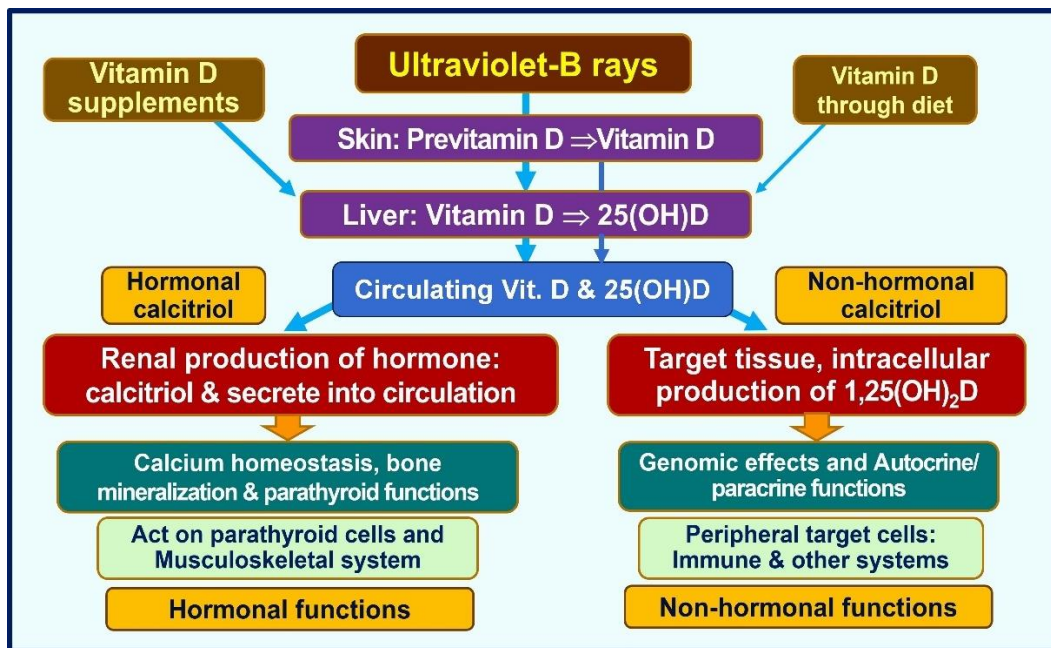 Ultraviolet-B rays
Vitamin D
supplements
Vitamin D
through diet
Skin: Previtamin D ⇒Vitamin D
Liver: Vitamin D ⇒ 25(OH)D
Circulating Vit. D & 25(OH)D
Hormonal
calcitriol
Non-hormonal
calcitriol
Renal production of hormone:
calcitriol & secrete into circulation
Target tissue, intracellular
production of 1,25(OH)₂D
Calcium homeostasis, bone
mineralization & parathyroid functions
Genomic effects and Autocrine/
paracrine functions
Act on parathyroid cells and
Musculoskeletal system
Peripheral target cells:
Immune & other systems
Hormonal functions
Non-hormonal functions